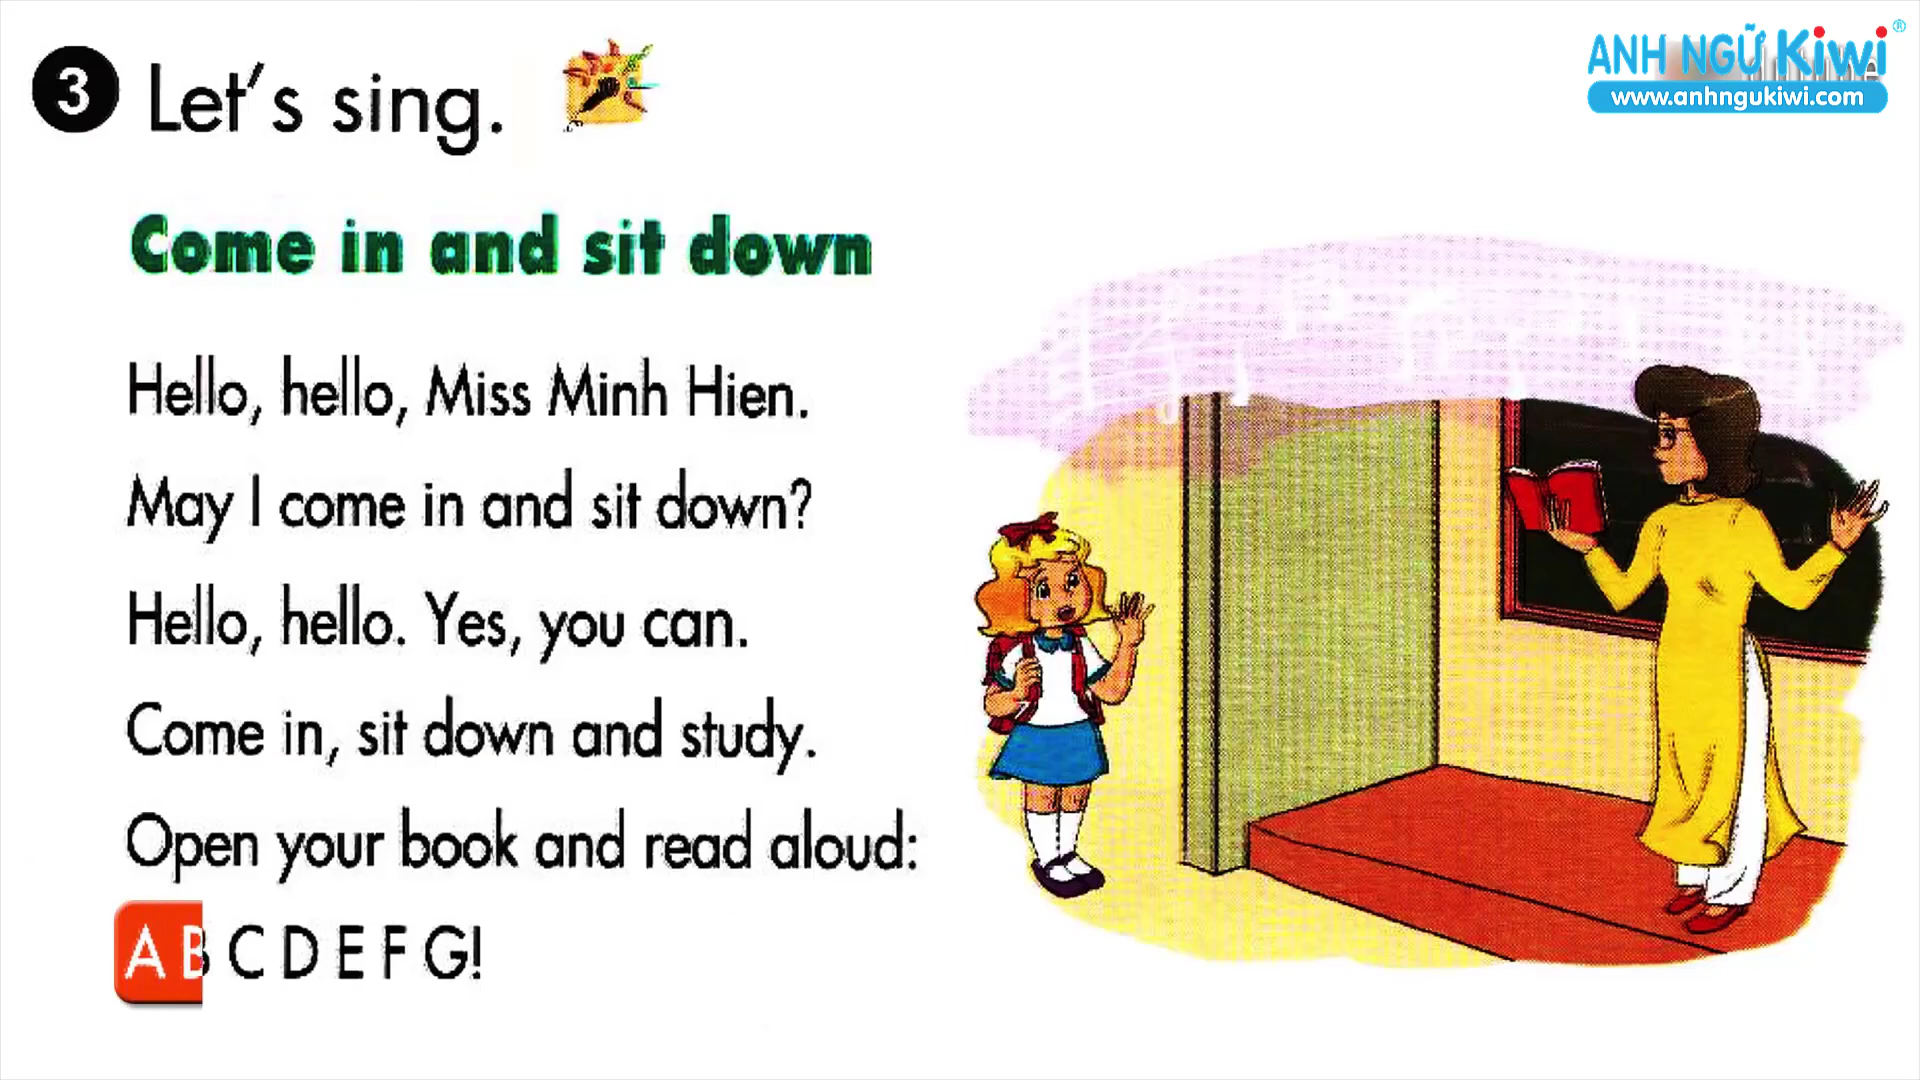 3 Let's sing.
ANH NGỮ Kiwi®
www.anhngukiwi.com
Come in and sit down
Hello, hello, Miss Minh Hien.
May I come in and sit down?
Hello, hello. Yes, you can.
Come in, sit down and study.
Open your book and read aloud:
A B C D E F G!